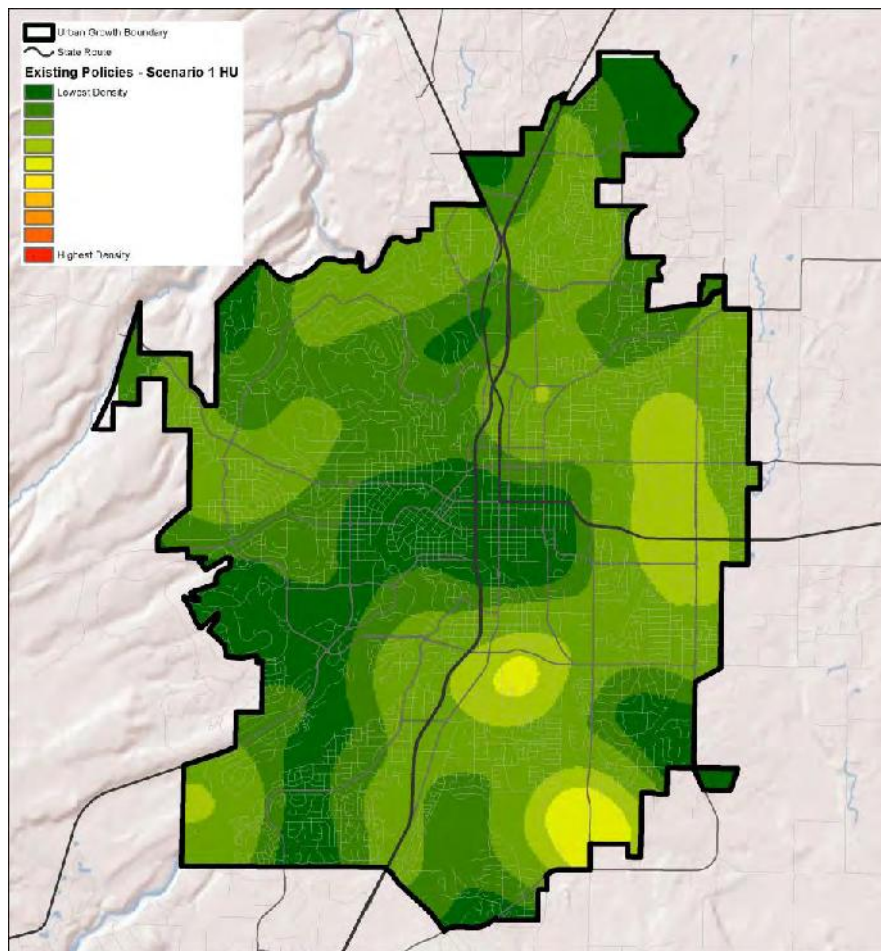 Urban Growth Boundary
State Route
Existing Policies - Scenario 1 HU
Lowest Density
Highest Density